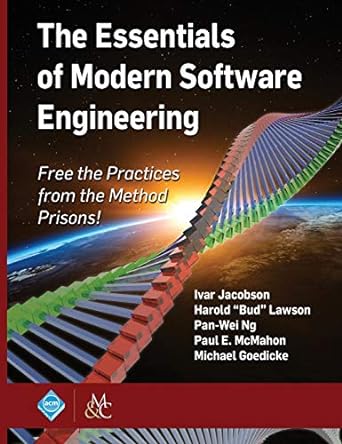 The Essentials
of Modern Software
Engineering
Free the Practices
from the Method
Prisons!
Ivar Jacobson
Harold “Bud” Lawson
Pan-Wei Ng
Paul E. McMahon
Michael Goedicke
acm
M&C